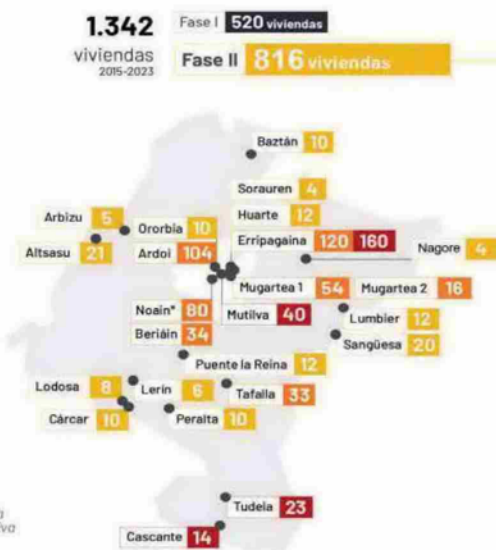 1.342
viviendas
2015-2023
Fase I 520 viviendas
Fase II 816 viviendas
Baztán 10
Sorauren 4
Arbizu 5
Ororbia 10
Huarte 12
Altsasu 21
Ardoi 104
Erripagaina 120 160
Nagore 4
Mugartea 1 54
Mugartea 2 16
Noain* 80
Mutilva 40
Lumbier 12
Beriáin 34
Sangüesa 20
Puente la Reina 12
Lodosa 8
Lerín 6
Tafalla 33
Cárcar 10
Peralta 10
Tudela 23
Cascante 14